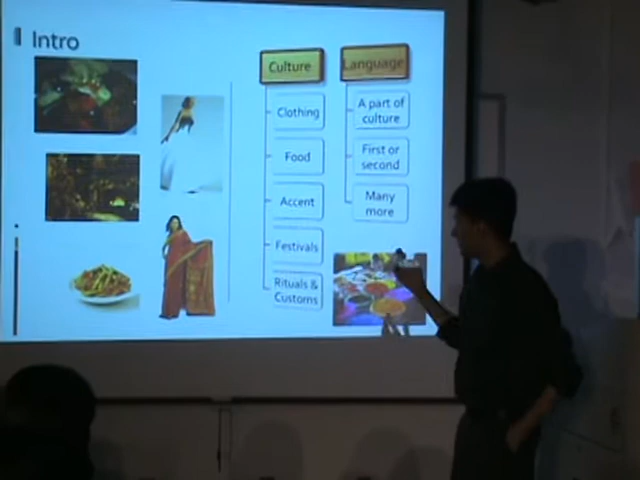 Intro
Culture
Clothing
Food
Accent
Festivals
Rituals &
Customs
Language
A part of
culture
First or
second
Many
more